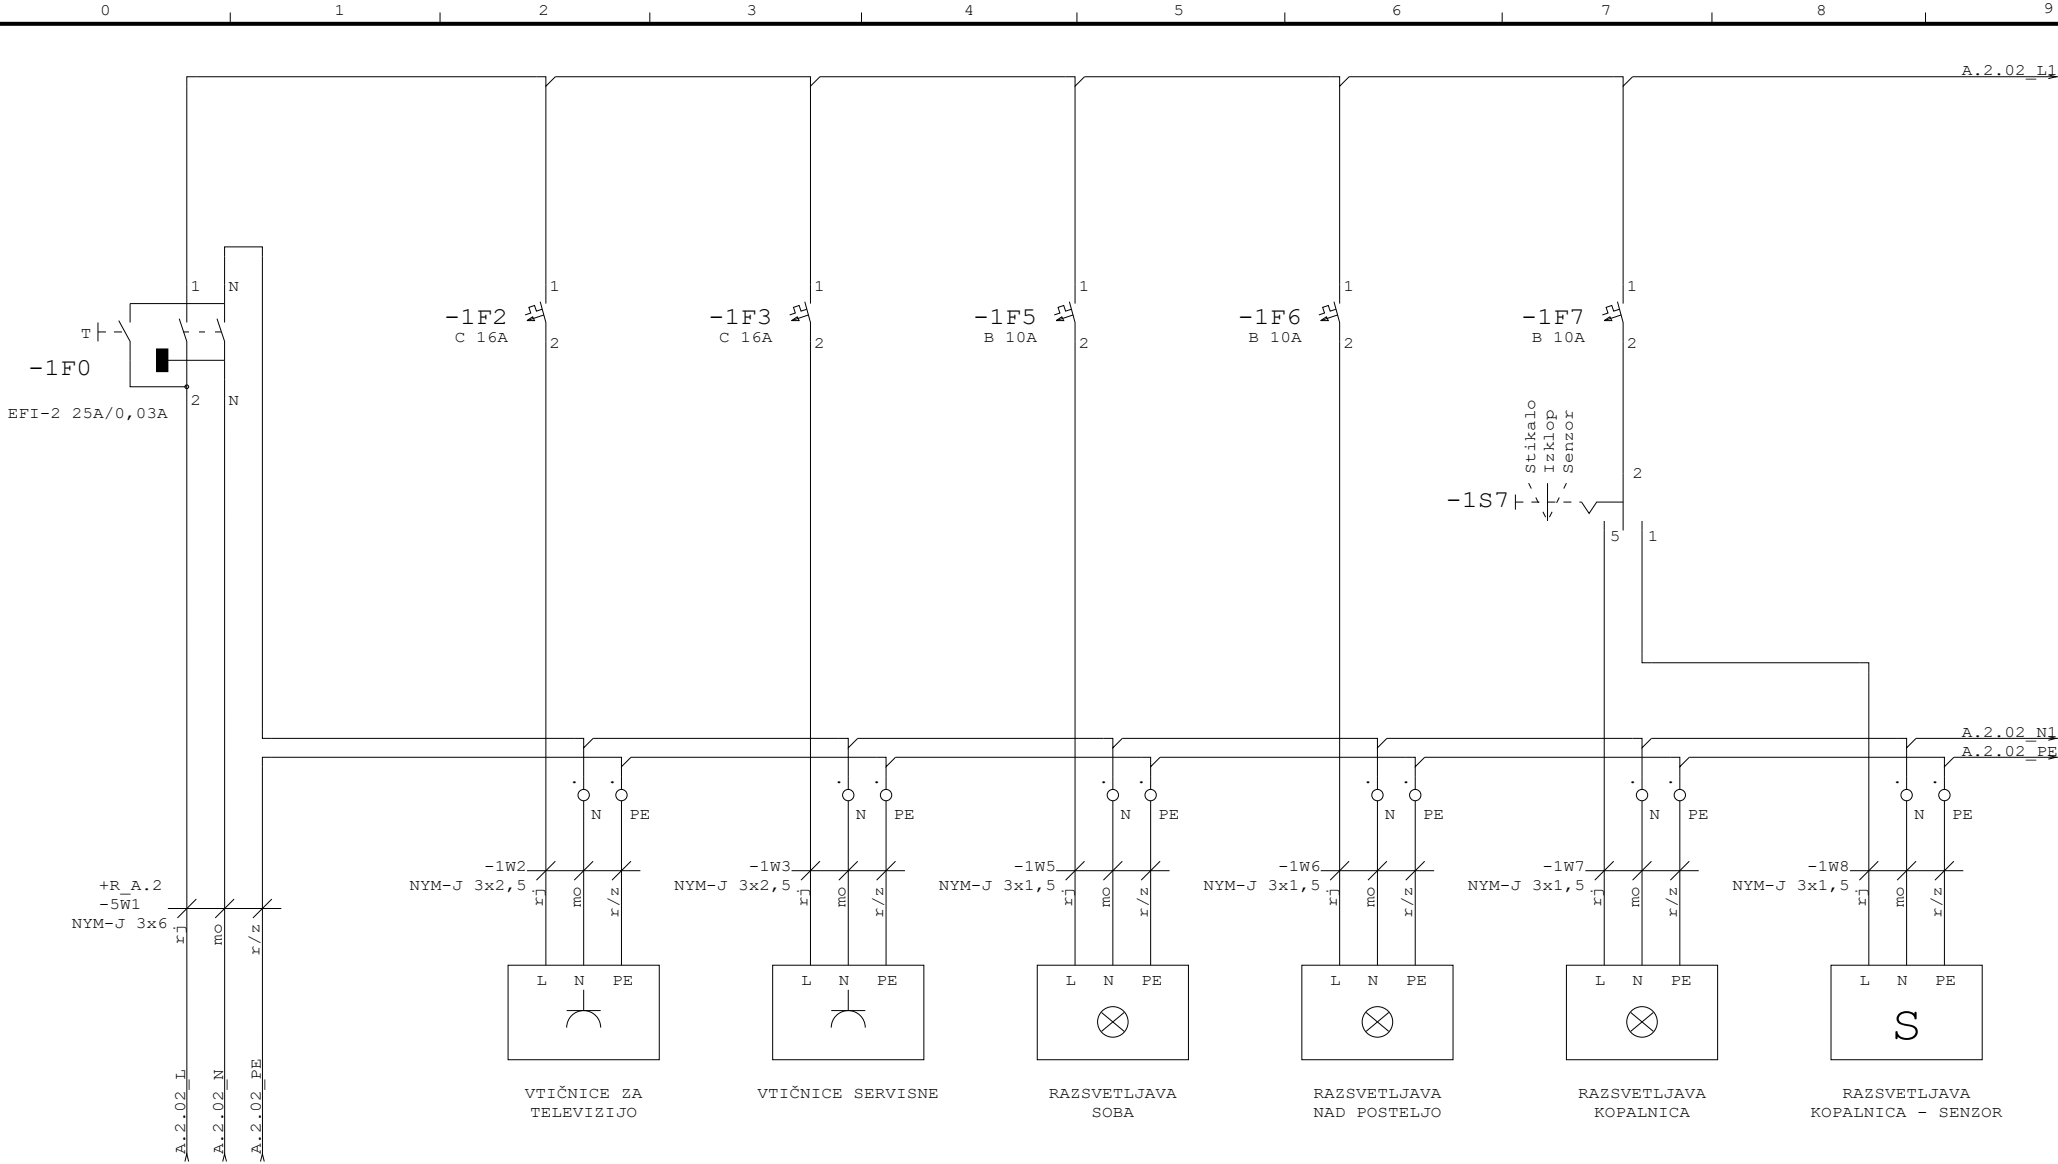 0 1 2 3 4 5 6 7 8 9
A.2.02_L1
1 N
1
1
1
1
1
T
-1F0
2 N
EFI-2 25A/0,03A
-1F2
C 16A
2
-1F3
C 16A
2
-1F5
B 10A
2
-1F6
B 10A
2
-1F7
B 10A
2
Stikalo
Izklop
Senzor
2
-1S7
5 1
A.2.02_N1
A.2.02_PE
N PE
N PE
N PE
N PE
N PE
N PE
+R_A.2
-5W1
NYM-J 3x6
rj mo r/z
-1W2
NYM-J 3x2,5
rj mo r/z
-1W3
NYM-J 3x2,5
rj mo r/z
-1W5
NYM-J 3x1,5
rj mo r/z
-1W6
NYM-J 3x1,5
rj mo r/z
-1W7
NYM-J 3x1,5
rj mo r/z
-1W8
NYM-J 3x1,5
rj mo r/z
L N PE
L N PE
L N PE
L N PE
L N PE
L N PE
S
A.2.02_L
A.2.02_N
A.2.02_PE
VTIČNICE ZA
TELEVIZIJO
VTIČNICE SERVISNE
RAZSVETLJAVA
SOBA
RAZSVETLJAVA
NAD POSTELJO
RAZSVETLJAVA
KOPALNICA
RAZSVETLJAVA
KOPALNICA - SENZOR